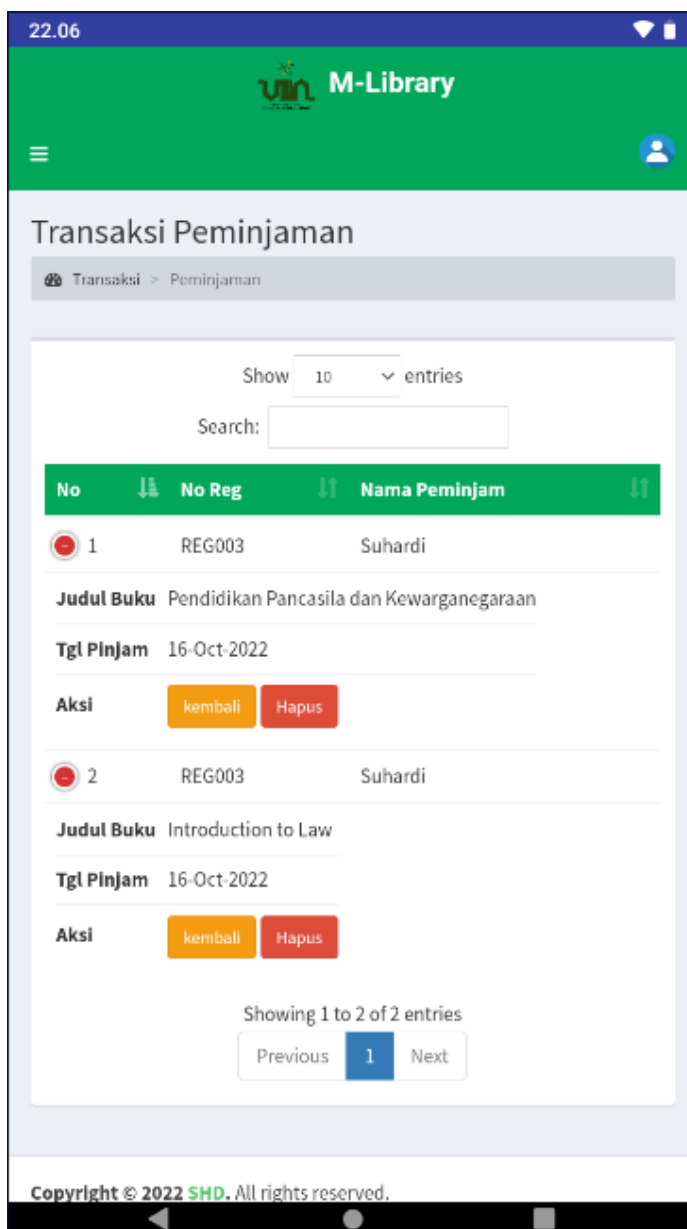 22.06
UIN M-Library
Transaksi Peminjaman
Transaksi > Peminjaman
Show 10 entries
Search:
No No Reg Nama Peminjam
1 REG003 Suhardi
Judul Buku Pendidikan Pancasila dan Kewarganegaraan
Tgl Pinjam 16-Oct-2022
Aksi kembali Hapus
2 REG003 Suhardi
Judul Buku Introduction to Law
Tgl Pinjam 16-Oct-2022
Aksi kembali Hapus
Showing 1 to 2 of 2 entries
Previous 1 Next
Copyright © 2022 SHD. All rights reserved.